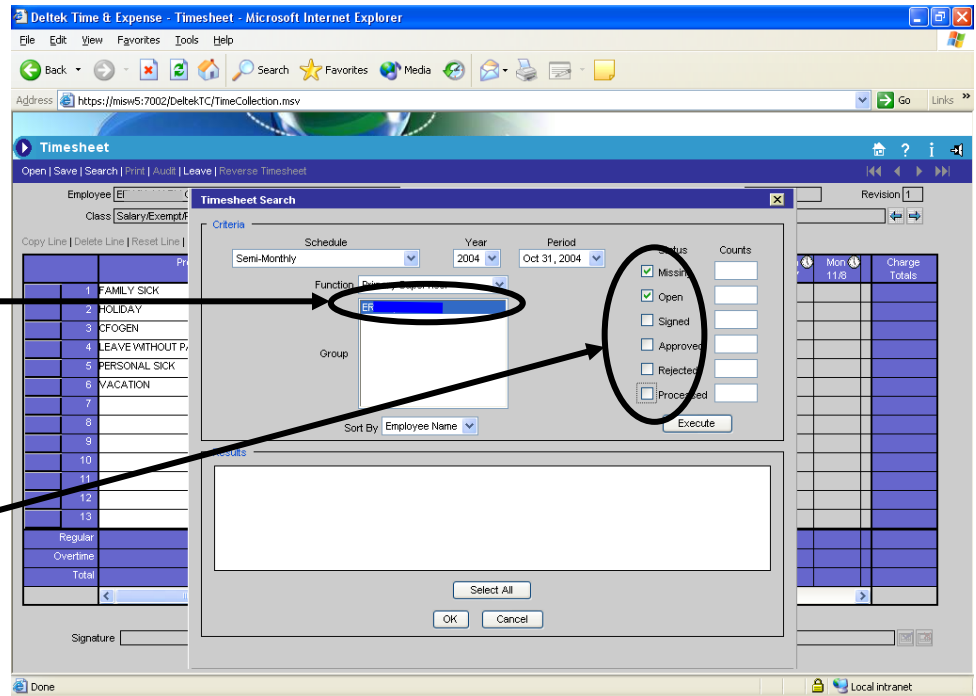 Deltek Time & Expense - Timesheet - Microsoft Internet Explorer
File Edit View Favorites Tools Help
Back Search Favorites Media
Address https://misw5:7002/DeltekTC/TimeCollection.msv Go Links »
Timesheet
Open | Save | Search | Print | Audit | Leave | Reverse Timesheet
Employee Revision 1
Class Salary/Exempt/
Copy Line | Delete Line | Reset Line |
Timesheet Search
Criteria
Schedule Year Period Status Counts
Semi-Monthly 2004 Oct 31, 2004
Missing
Function Primary Supervisor
Open
ER
Signed
Group
Approved
Rejected
Processed
Sort By Employee Name
Execute
Results
Select All
OK Cancel
Mon Charge
11/8 Totals
1 FAMILY SICK
2 HOLIDAY
3 CFOGEN
4 LEAVE WITHOUT
5 PERSONAL SICK
6 VACATION
7
8
9
10
11
12
13
Regular
Overtime
Total
Signature
Done Local intranet